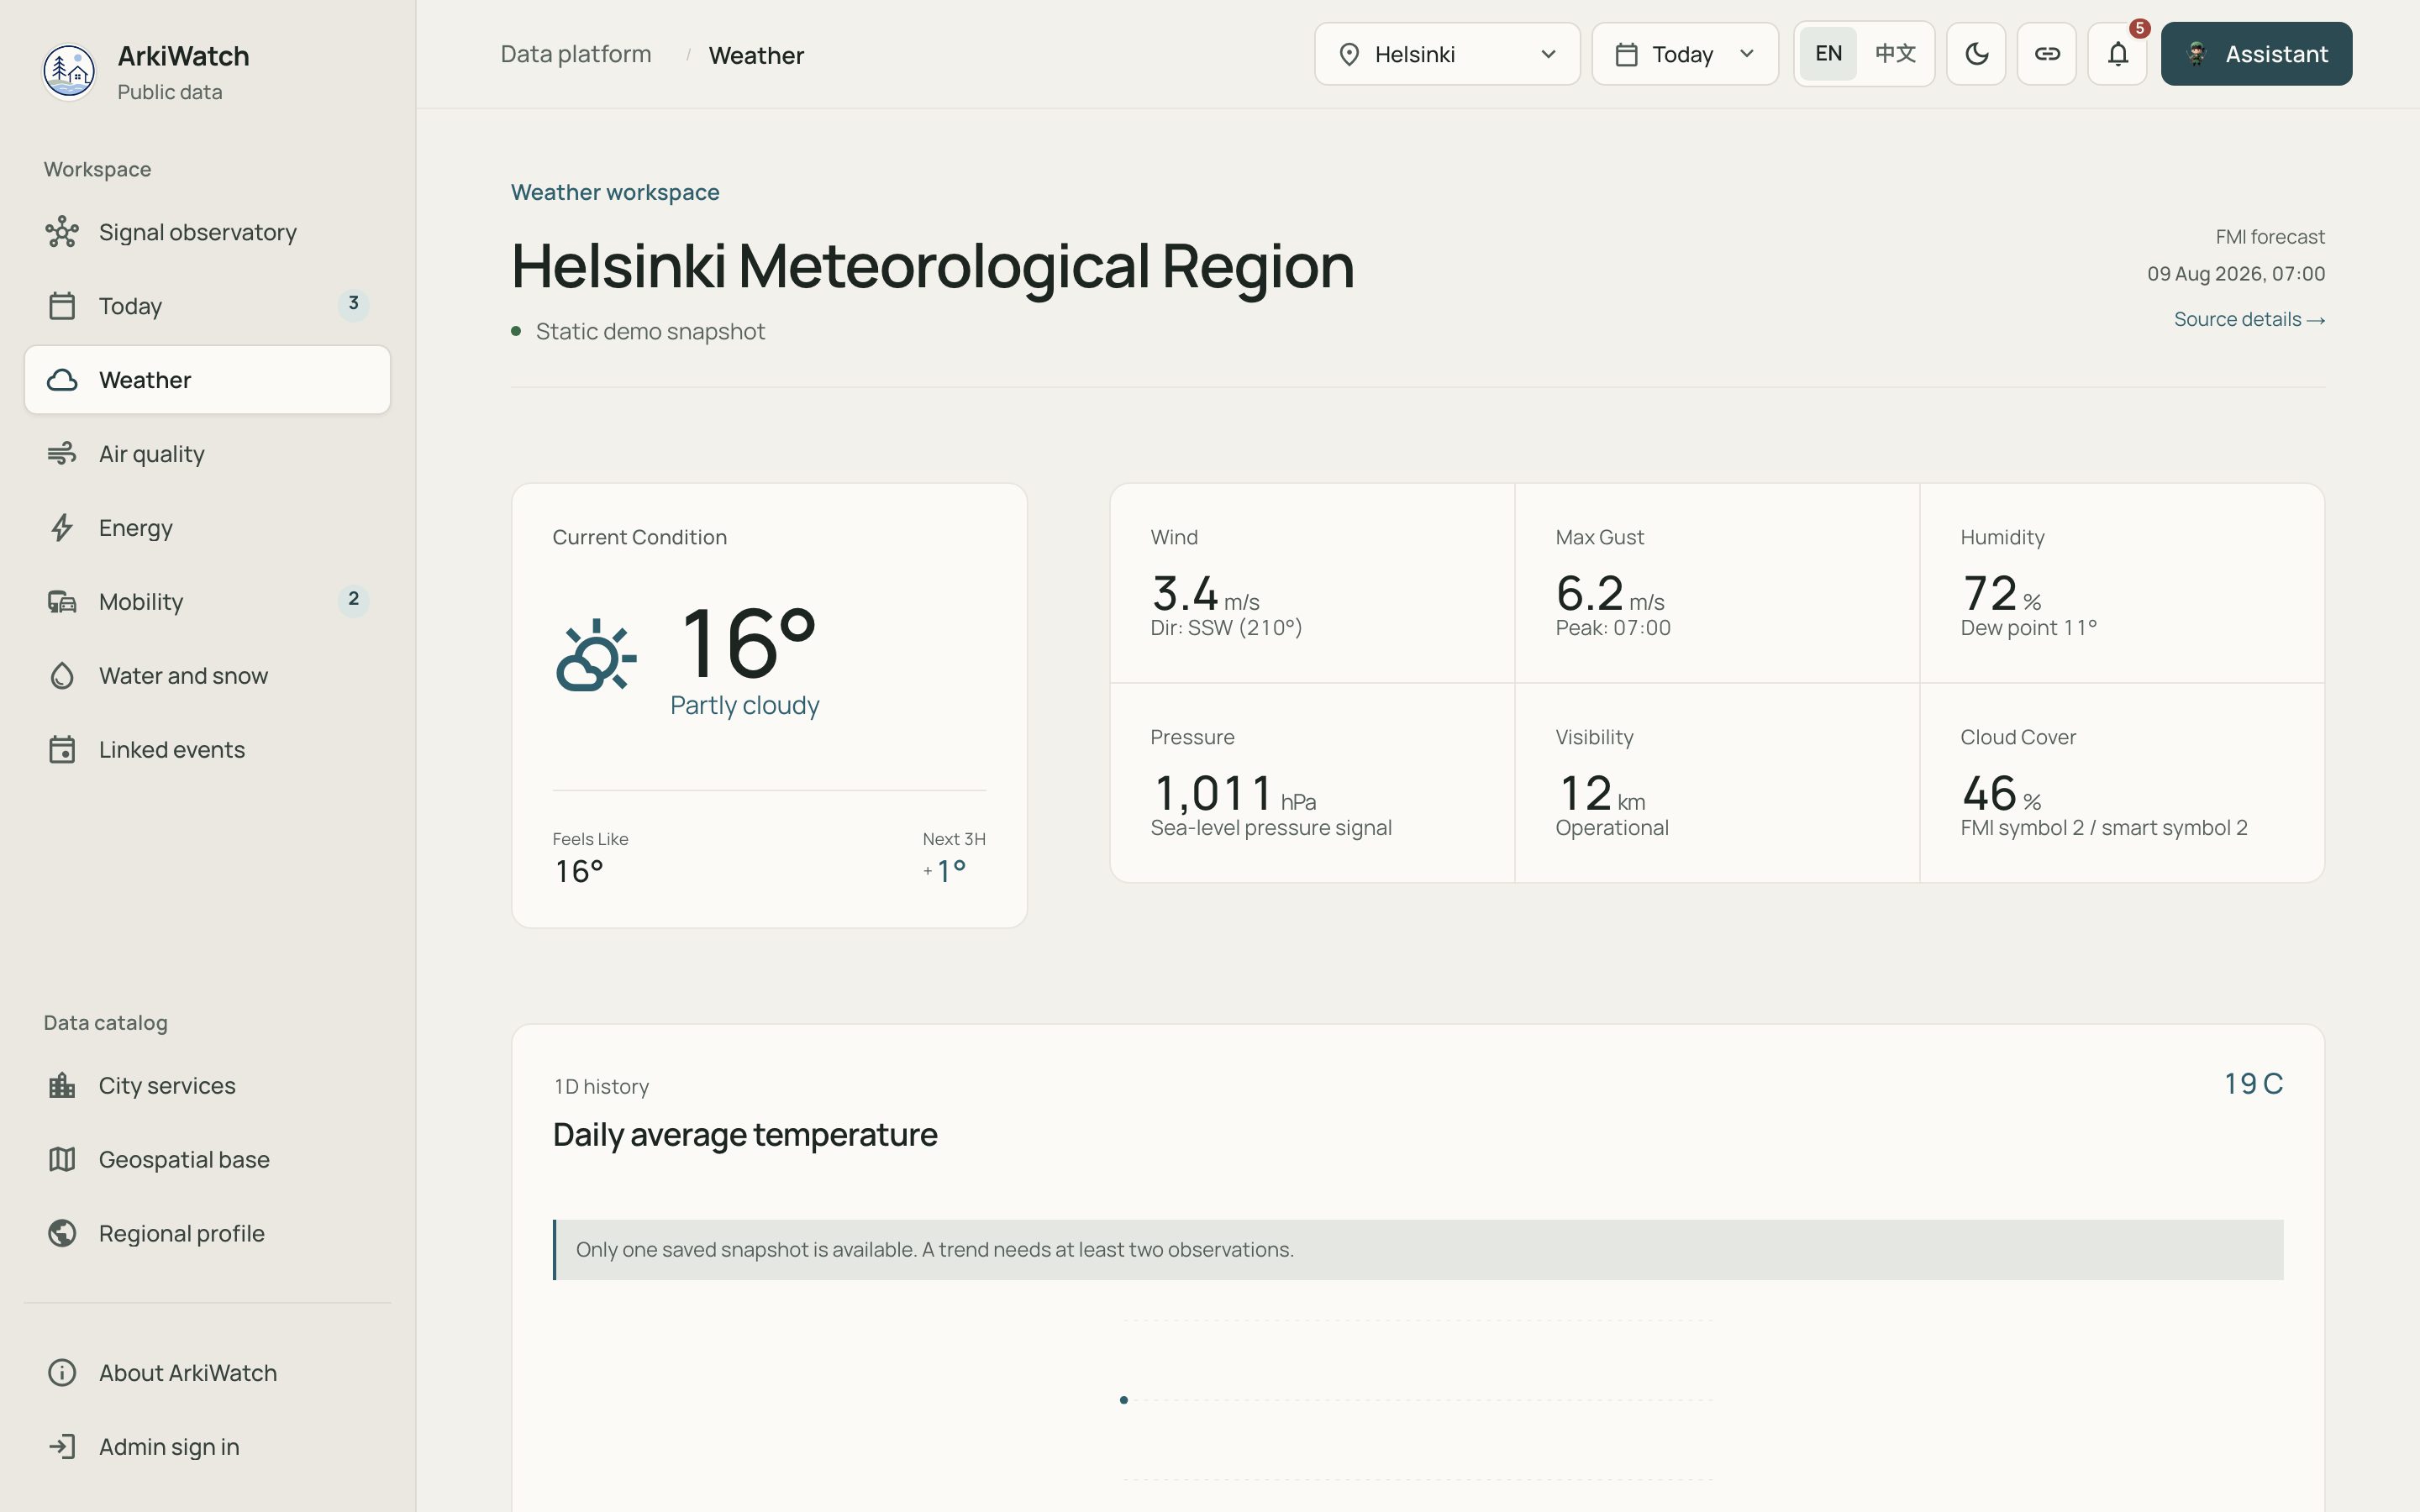 ArkiWatch
Public data
Workspace
Signal observatory
Today 3
Weather
Air quality
Energy
Mobility 2
Water and snow
Linked events
Data catalog
City services
Geospatial base
Regional profile
About ArkiWatch
Admin sign in
Data platform / Weather
Helsinki
Today
EN 中文
5
Assistant
Weather workspace
Helsinki Meteorological Region
Static demo snapshot
FMI forecast
09 Aug 2026, 07:00
Source details →
Current Condition
16°
Partly cloudy
Feels Like
16°
Next 3H
+1°
Wind
3.4 m/s
Dir: SSW (210°)
Max Gust
6.2 m/s
Peak: 07:00
Humidity
72 %
Dew point 11°
Pressure
1,011 hPa
Sea-level pressure signal
Visibility
12 km
Operational
Cloud Cover
46 %
FMI symbol 2 / smart symbol 2
1D history
19 C
Daily average temperature
Only one saved snapshot is available. A trend needs at least two observations.